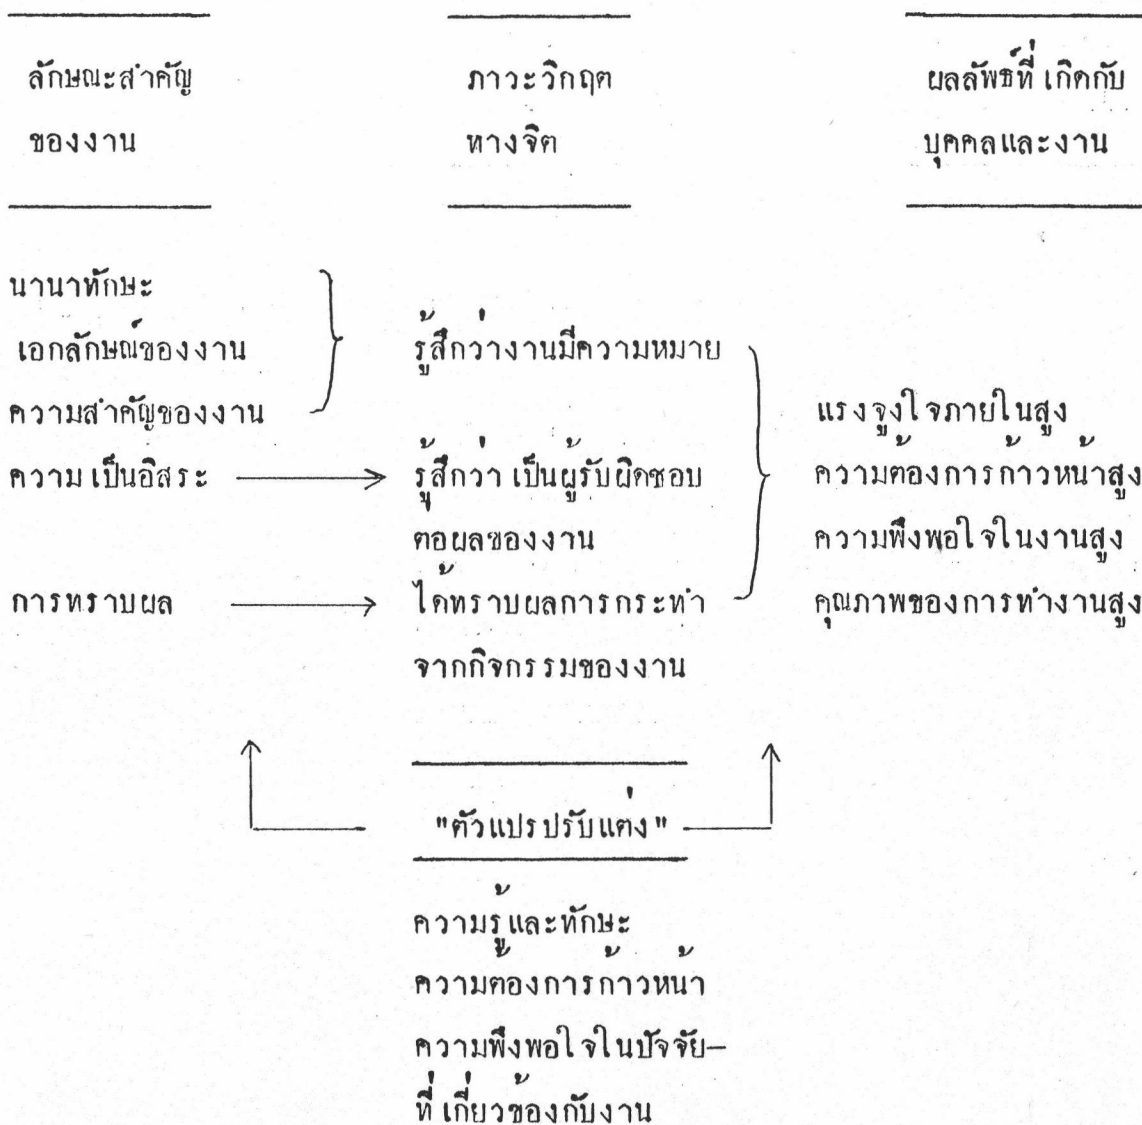 ลักษณะสำคัญ
ของงาน
ภาวะวิกฤต
ทางจิต
ผลลัพธ์ที่เกิดกับ
บุคคลและงาน
นานาทักษะ
เอกลักษณ์ของงาน
ความสำคัญของงาน
ความเป็นอิสระ
การทราบผล
รู้สึกว่างานมีความหมาย
รู้สึกว่าเป็นผู้รับผิดชอบ
ต่อผลของงาน
ได้ทราบผลการกระทำ
จากกิจกรรมของงาน
แรงจูงใจภายในสูง
ความต้องการก้าวหน้าสูง
ความพึงพอใจในงานสูง
คุณภาพของการทำงานสูง
"ตัวแปรปรับแต่ง"
ความรู้และทักษะ
ความต้องการก้าวหน้า
ความพึงพอใจในปัจจัย-
ที่เกี่ยวข้องกับงาน